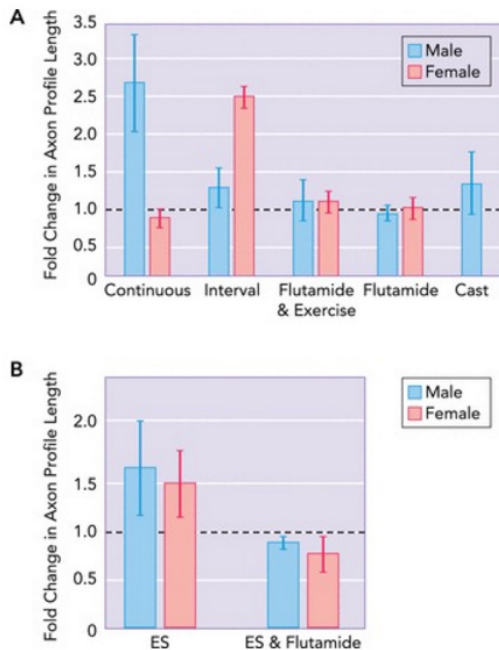 A
Fold Change in Axon Profile Length
3.5
3.0
2.5
2.0
1.5
1.0
0.5
0
Male
Female
Continuous
Interval
Flutamide
& Exercise
Flutamide
Cast
B
Fold Change in Axon Profile Length
2.0
1.5
1.0
0.5
0
Male
Female
ES
ES & Flutamide